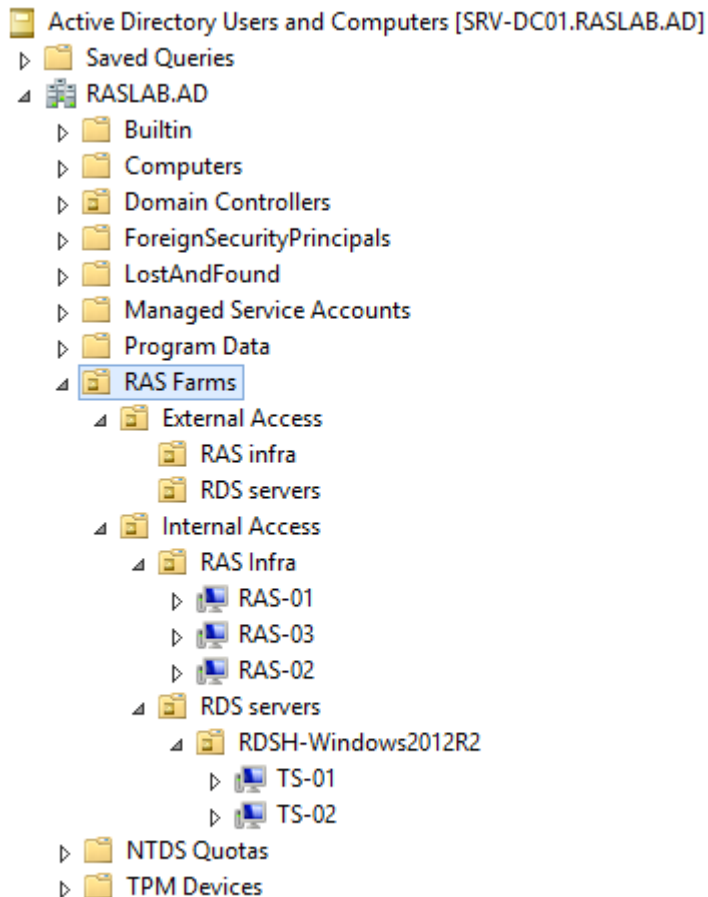 Active Directory Users and Computers [SRV-DC01.RASLAB.AD]
Saved Queries
RASLAB.AD
Builtin
Computers
Domain Controllers
ForeignSecurityPrincipals
LostAndFound
Managed Service Accounts
Program Data
RAS Farms
External Access
RAS infra
RDS servers
Internal Access
RAS Infra
RAS-01
RAS-03
RAS-02
RDS servers
RDSH-Windows2012R2
TS-01
TS-02
NTDS Quotas
TPM Devices